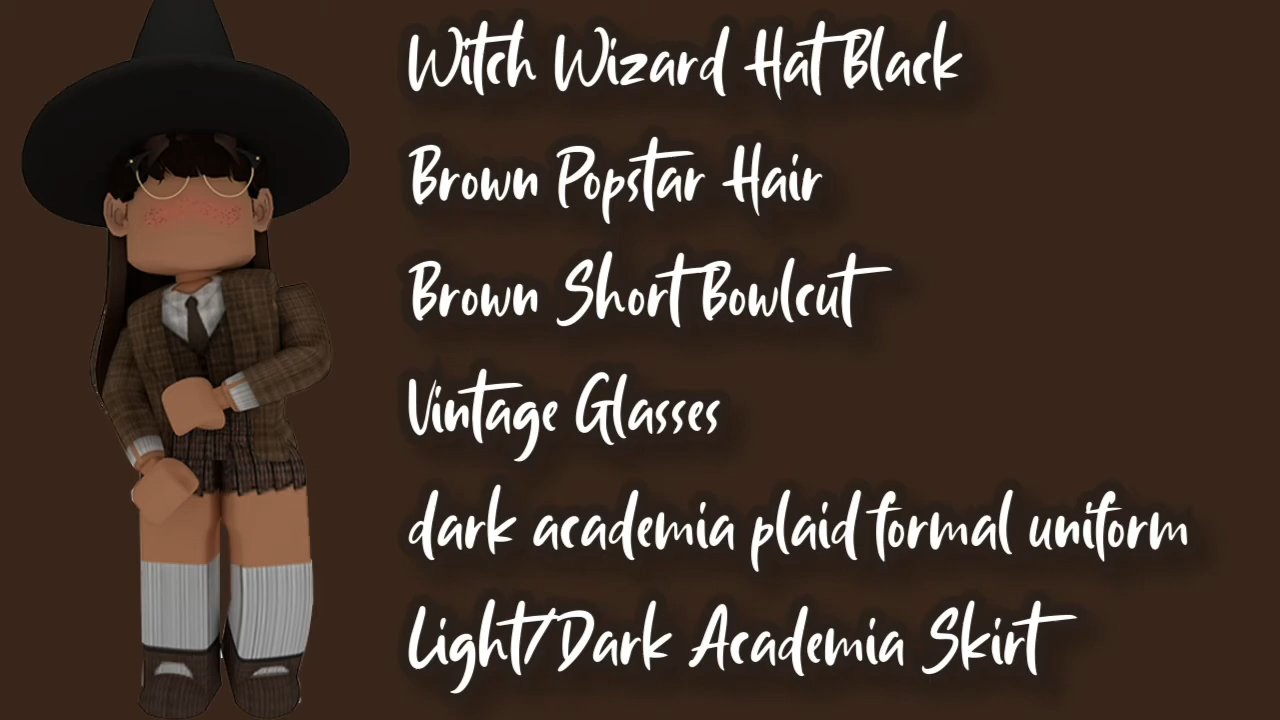 Witch Wizard Hat Black
Brown Popstar Hair
Brown Short Bowlcut
Vintage Glasses
dark academia plaid formal uniform
Light/Dark Academia Skirt